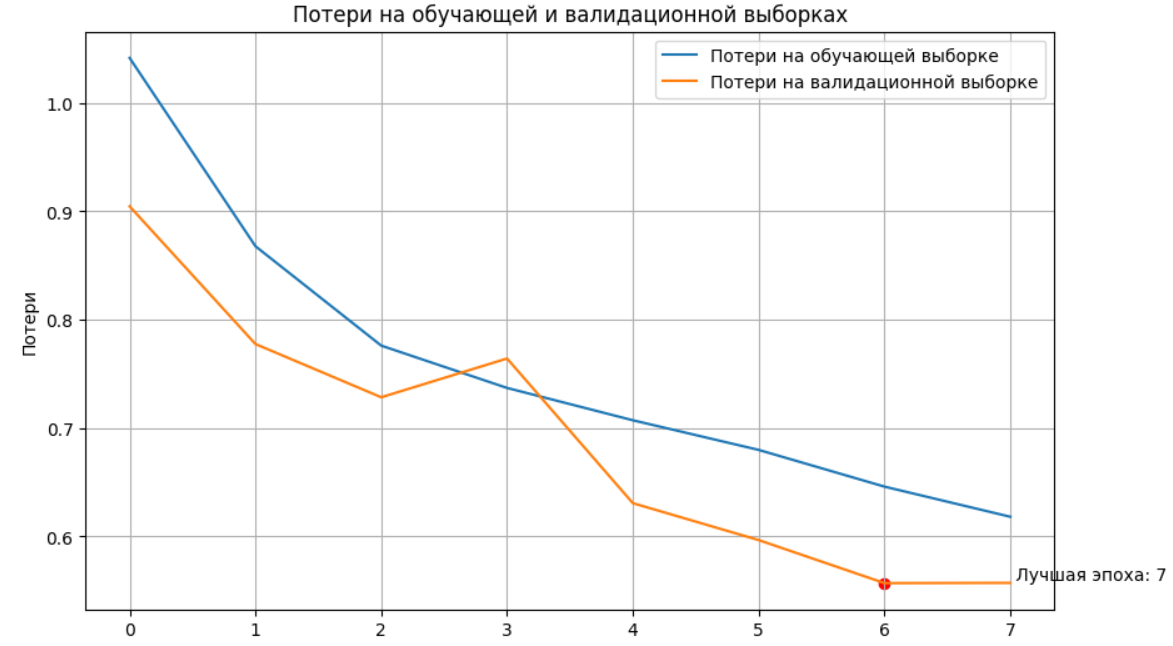 Потери на обучающей и валидационной выборках
Потери на обучающей выборке
Потери на валидационной выборке
Потери
1.0
0.9
0.8
0.7
0.6
Лучшая эпоха: 7
0 1 2 3 4 5 6 7